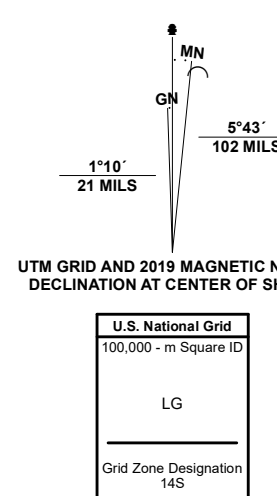 MN
GN
5°43´
102 MILS
1°10´
21 MILS
UTM GRID AND 2019 MAGNETIC N
DECLINATION AT CENTER OF SH
U.S. National Grid
100,000 - m Square ID
LG
Grid Zone Designation
14S